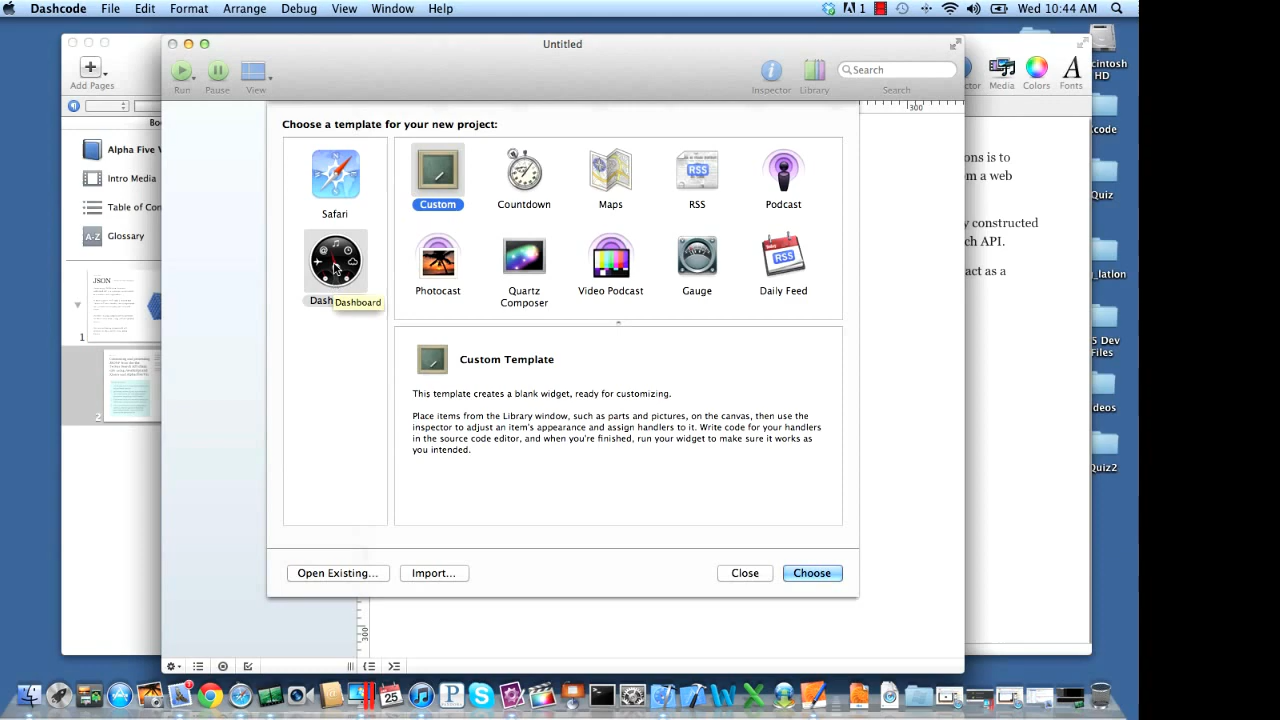 Dashcode File Edit Format Arrange Debug View Window Help
1 Wed 10:44 AM
Untitled
Add Pages
Run Pause View
Search
Inspector Library Search
Media Colors Fonts
300
Choose a template for your new project:
Safari
Custom Countdown Maps RSS Podcast
Dashboard
Photocast Quartz Composer Video Podcast Gauge Daily Feed
Custom Template
This template creates a blank widget, ready for customizing.
Place items from the Library window, such as parts and pictures, on the canvas, then use the
inspector to adjust an item's appearance and assign handlers to it. Write code for your handlers
in the source code editor, and when you're finished, run your widget to make sure it works as
you intended.
Open Existing... Import... Close Choose
300
Alpha Five
Intro Media
Table of Con
A-Z Glossary
JSON
1
2
ons is to
m a web
y constructed
ch API.
act as a
HD
Quiz
Files
Quiz2